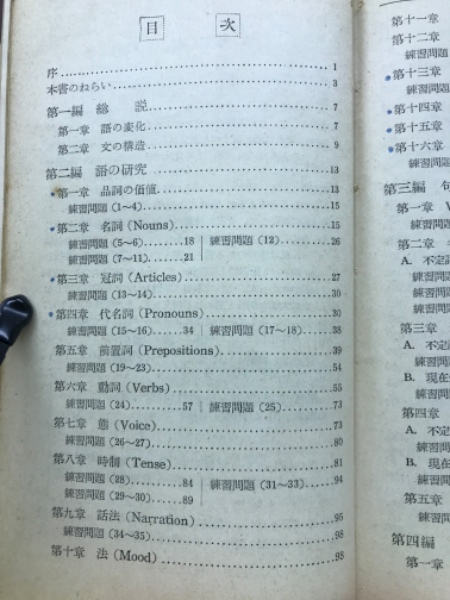 目次
序 1
本書のねらい 3
第一編 総説 7
第一章 語の変化 7
第二章 文の構造 9
第二編 語の研究 13
第一章 品詞の価値 13
練習問題 (1~4) 15
第二章 名詞 (Nouns) 15
練習問題 (5~6) 18 練習問題 (12) 26
練習問題 (7~11) 21
第三章 冠詞 (Articles) 27
練習問題 (13~14) 30
第四章 代名詞 (Pronouns) 30
練習問題 (15~16) 34 練習問題 (17~18) 38
第五章 前置詞 (Prepositions) 39
練習問題 (19~23) 54
第六章 動詞 (Verbs) 55
練習問題 (24) 57 練習問題 (25) 73
第七章 態 (Voice) 73
練習問題 (26~27) 80
第八章 時制 (Tense) 81
練習問題 (28) 84 練習問題 (31~33) 94
練習問題 (29~30) 89
第九章 話法 (Narration) 95
練習問題 (34~35) 98
第十章 法 (Mood) 98
第十一章
第十二章
練習問題
第十三章
練習問
第十四章
第十五章
第十六章
練習問
第三編
第一章
第二章
A. 不定
練習問
練習問
練習問
第三章
A. 不定
練習問
B. 現在
練習問
第四章
A. 不定
練習問
B. 現在
練習問
第五章
練習問
第四編
第一章